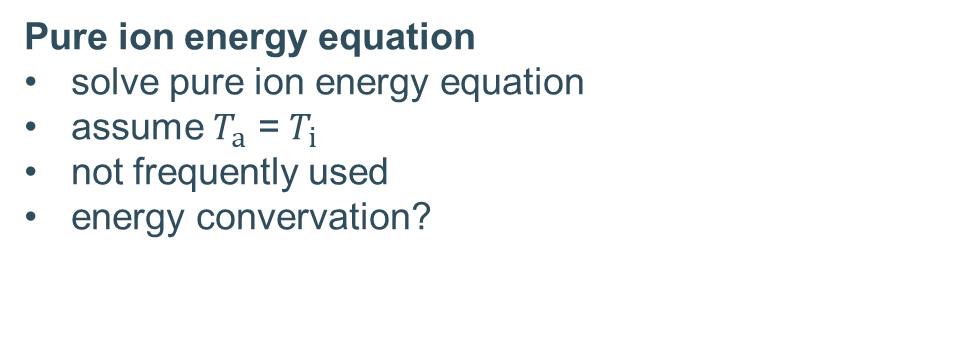 Pure ion energy equation
• solve pure ion energy equation
• assume Tₐ = Tᵢ
• not frequently used
• energy convervation?